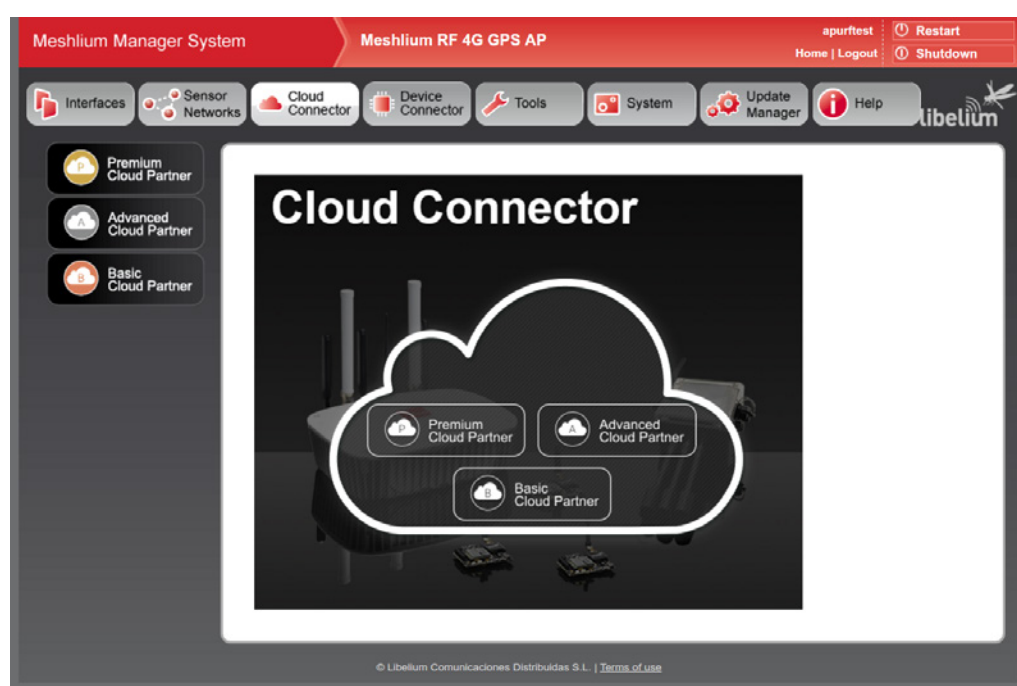 Meshlium Manager System
Meshlium RF 4G GPS AP
apurftest
Home | Logout
Restart
Shutdown
Interfaces
Sensor
Networks
Cloud
Connector
Device
Connector
Tools
System
Update
Manager
Help
libelium
P
Premium
Cloud Partner
A
Advanced
Cloud Partner
B
Basic
Cloud Partner
Cloud Connector
P
Premium
Cloud Partner
A
Advanced
Cloud Partner
B
Basic
Cloud Partner
© Libelium Comunicaciones Distribuidas S.L. | Terms of use